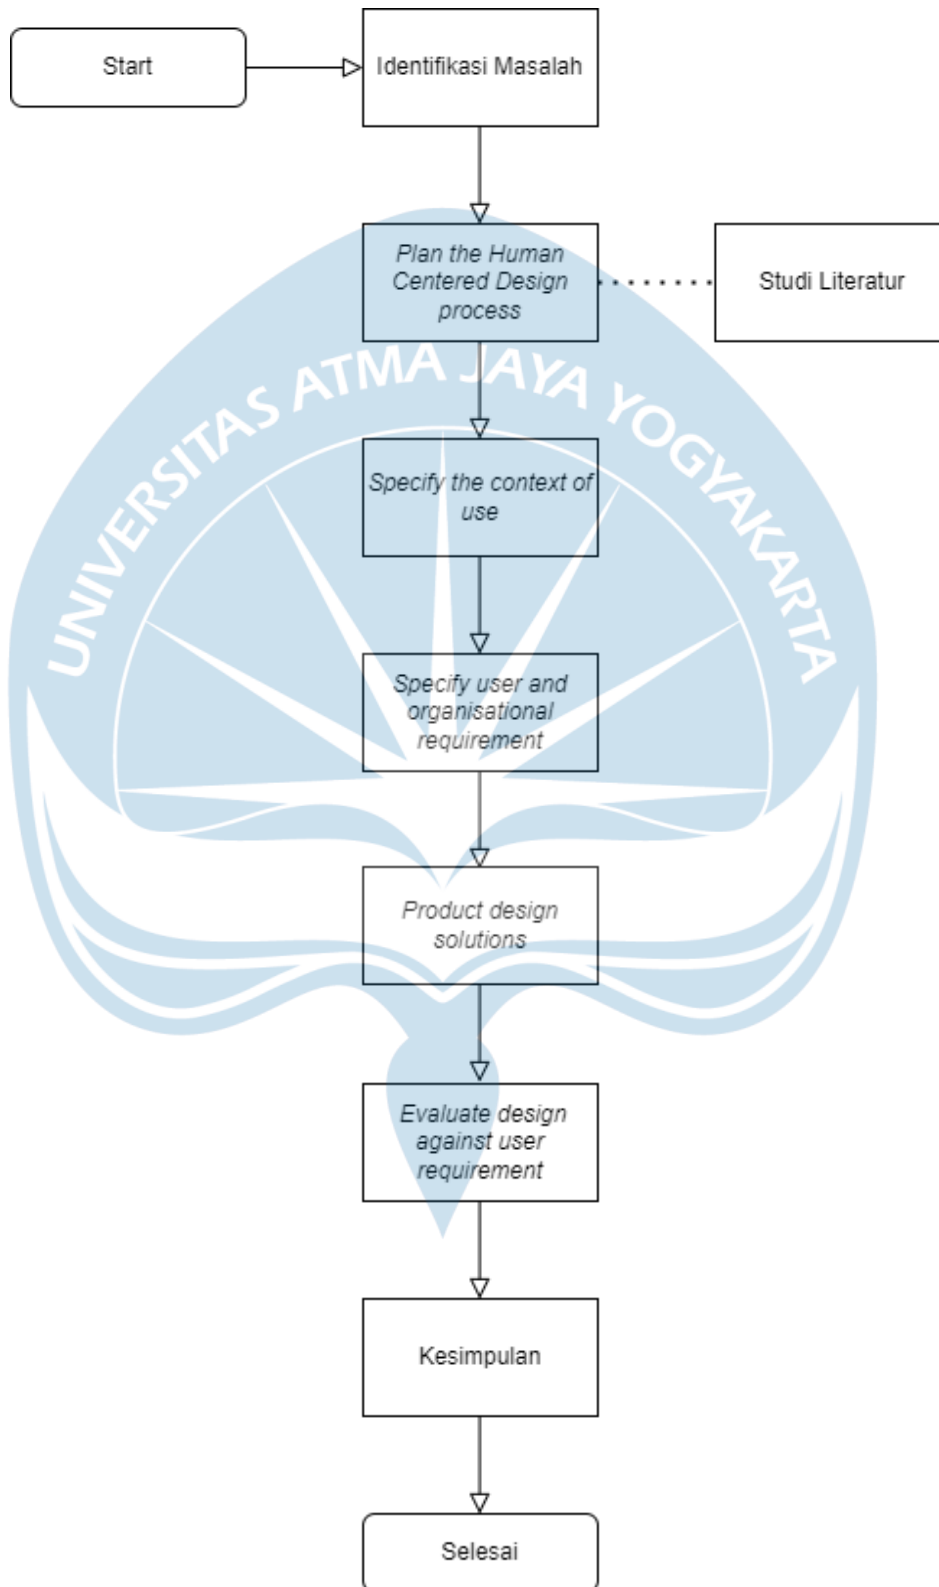 Start
Identifikasi Masalah
Plan the Human
Centered Design
process
Studi Literatur
UNIVERSITAS ATMA JAYA YOGYAKARTA
Specify the context of
use
Specify user and
organisational
requirement
Product design
solutions
Evaluate design
against user
requirement
Kesimpulan
Selesai